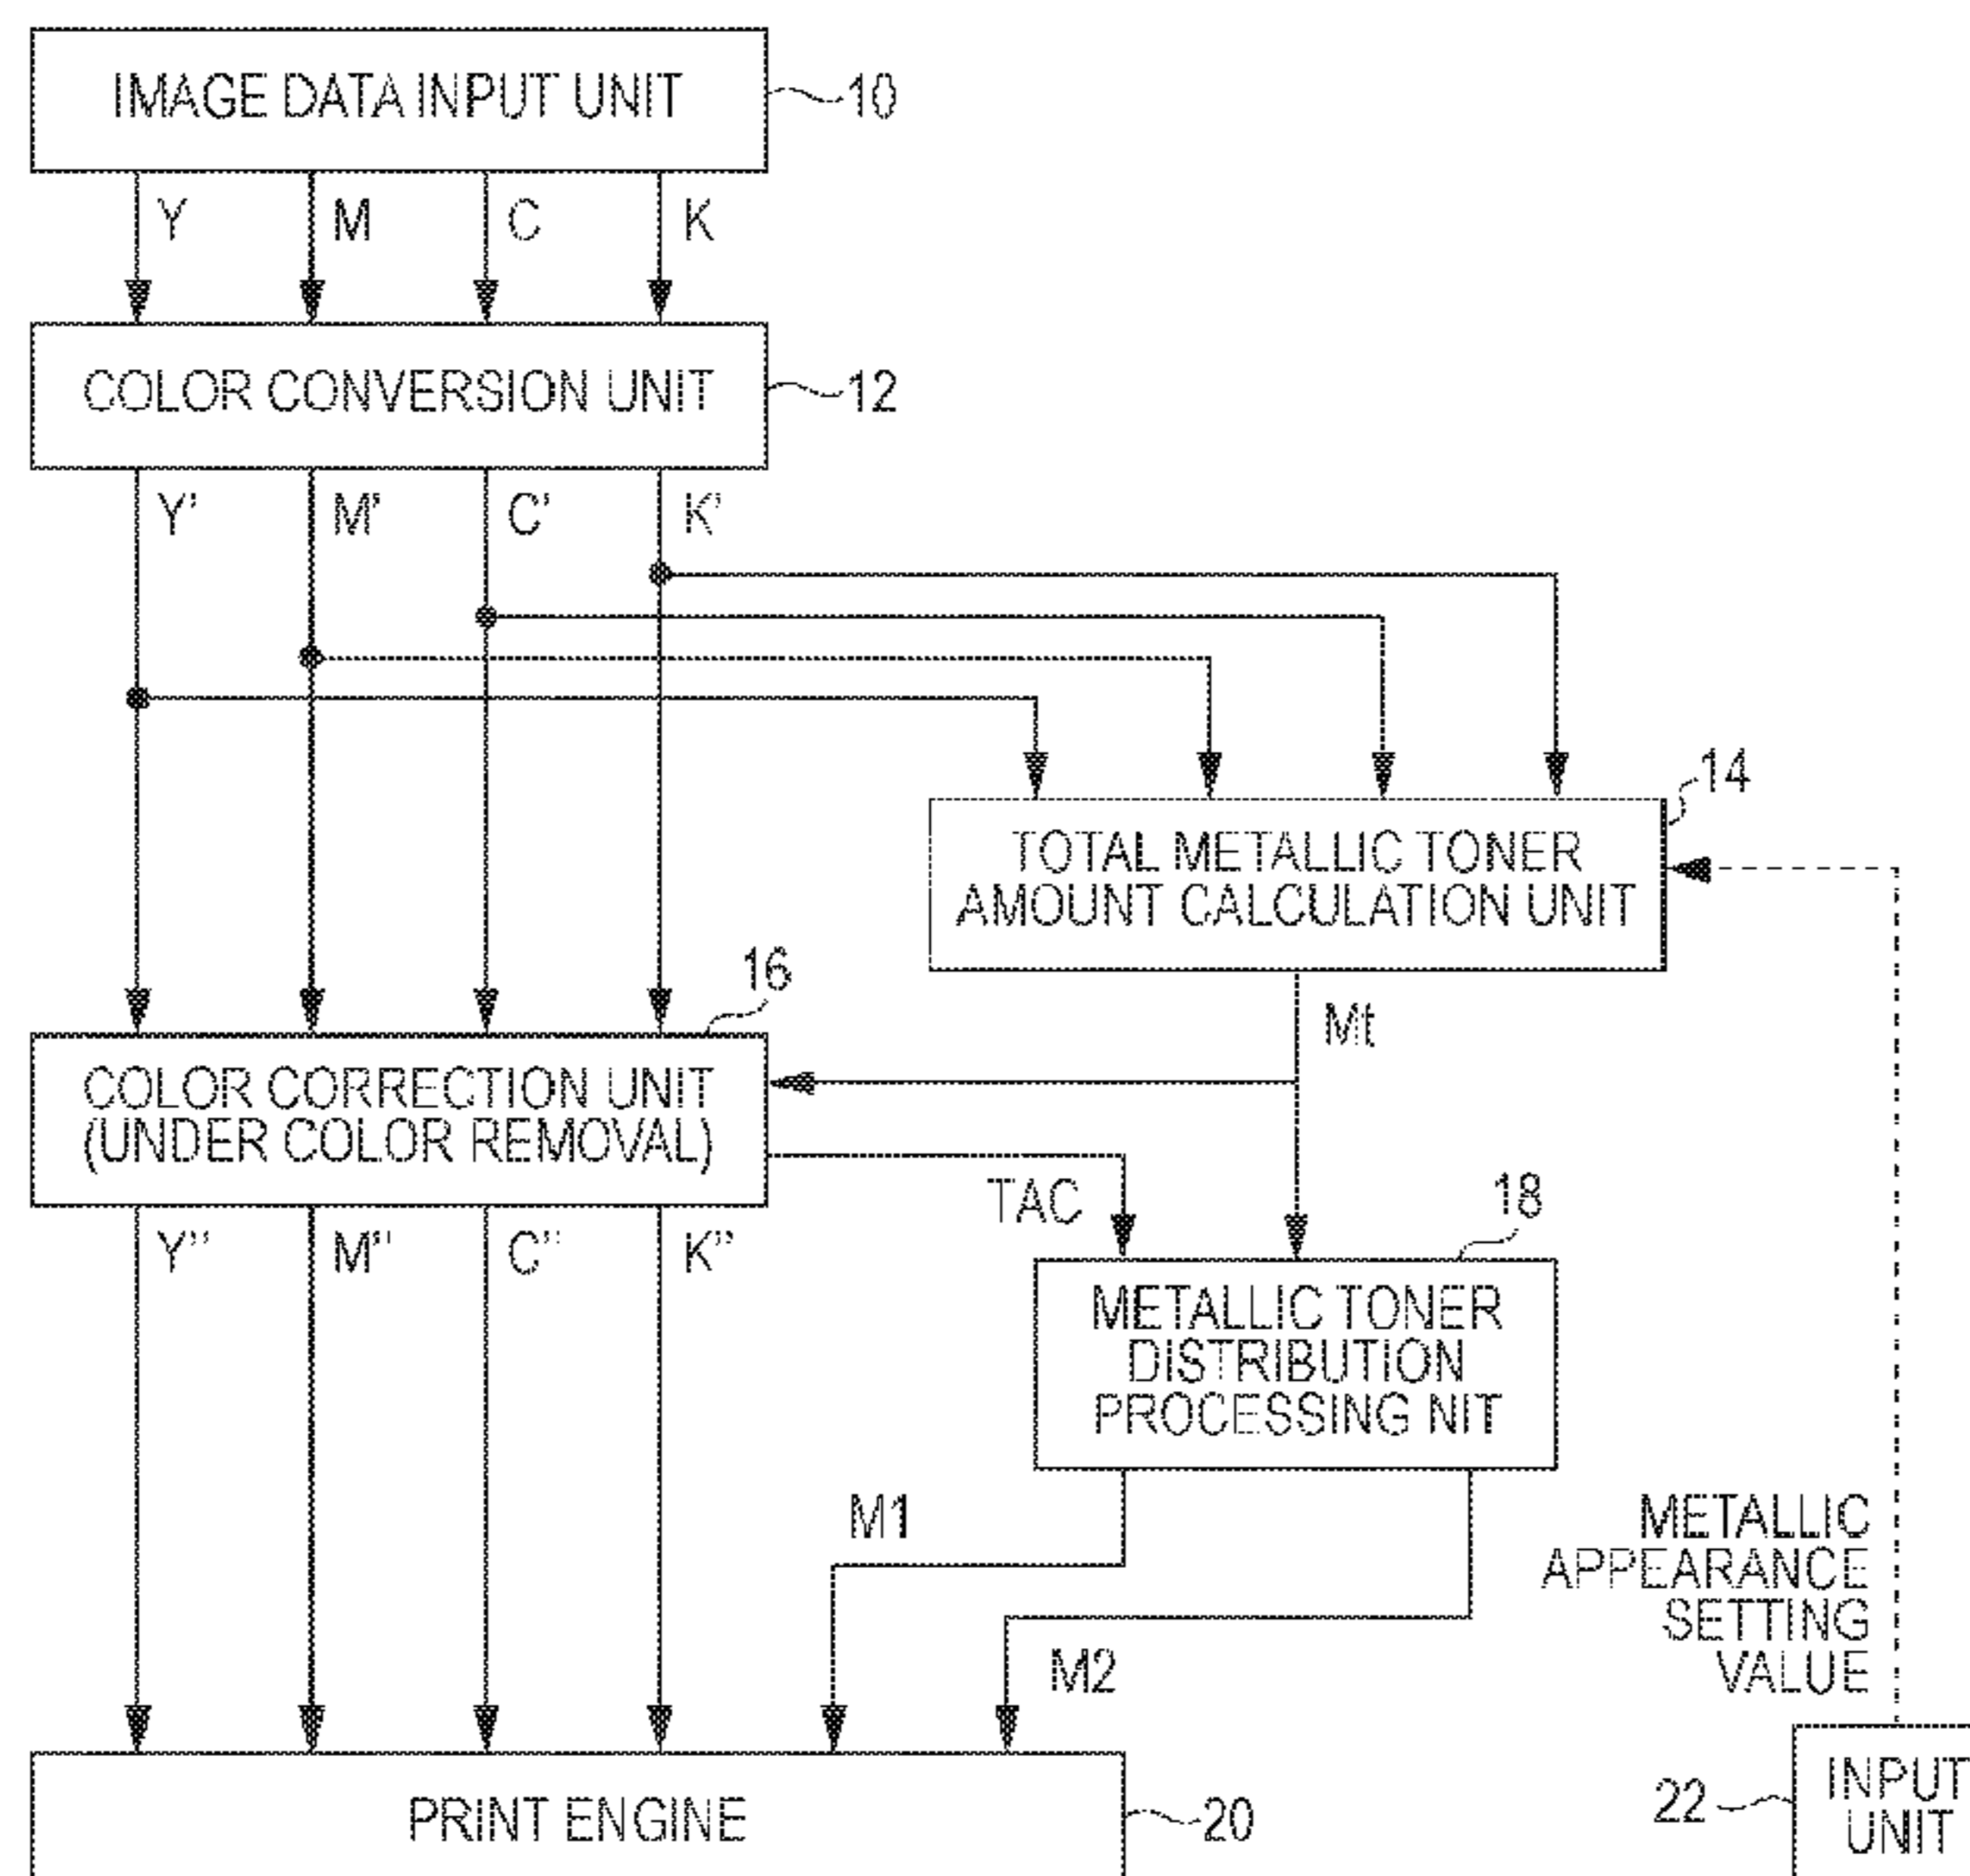 IMAGE DATA INPUT UNIT
10
Y M C K
COLOR CONVERSION UNIT
12
Y' M' C' K'
14
TOTAL METALLIC TONER
AMOUNT CALCULATION UNIT
16
Mt
COLOR CORRECTION UNIT
(UNDER COLOR REMOVAL)
TAC
18
Y" M" C" K"
METALLIC TONER
DISTRIBUTION
PROCESSING NIT
M1
M2
METALLIC
APPEARANCE
SETTING
VALUE
PRINT ENGINE
20
22
INPUT
UNIT